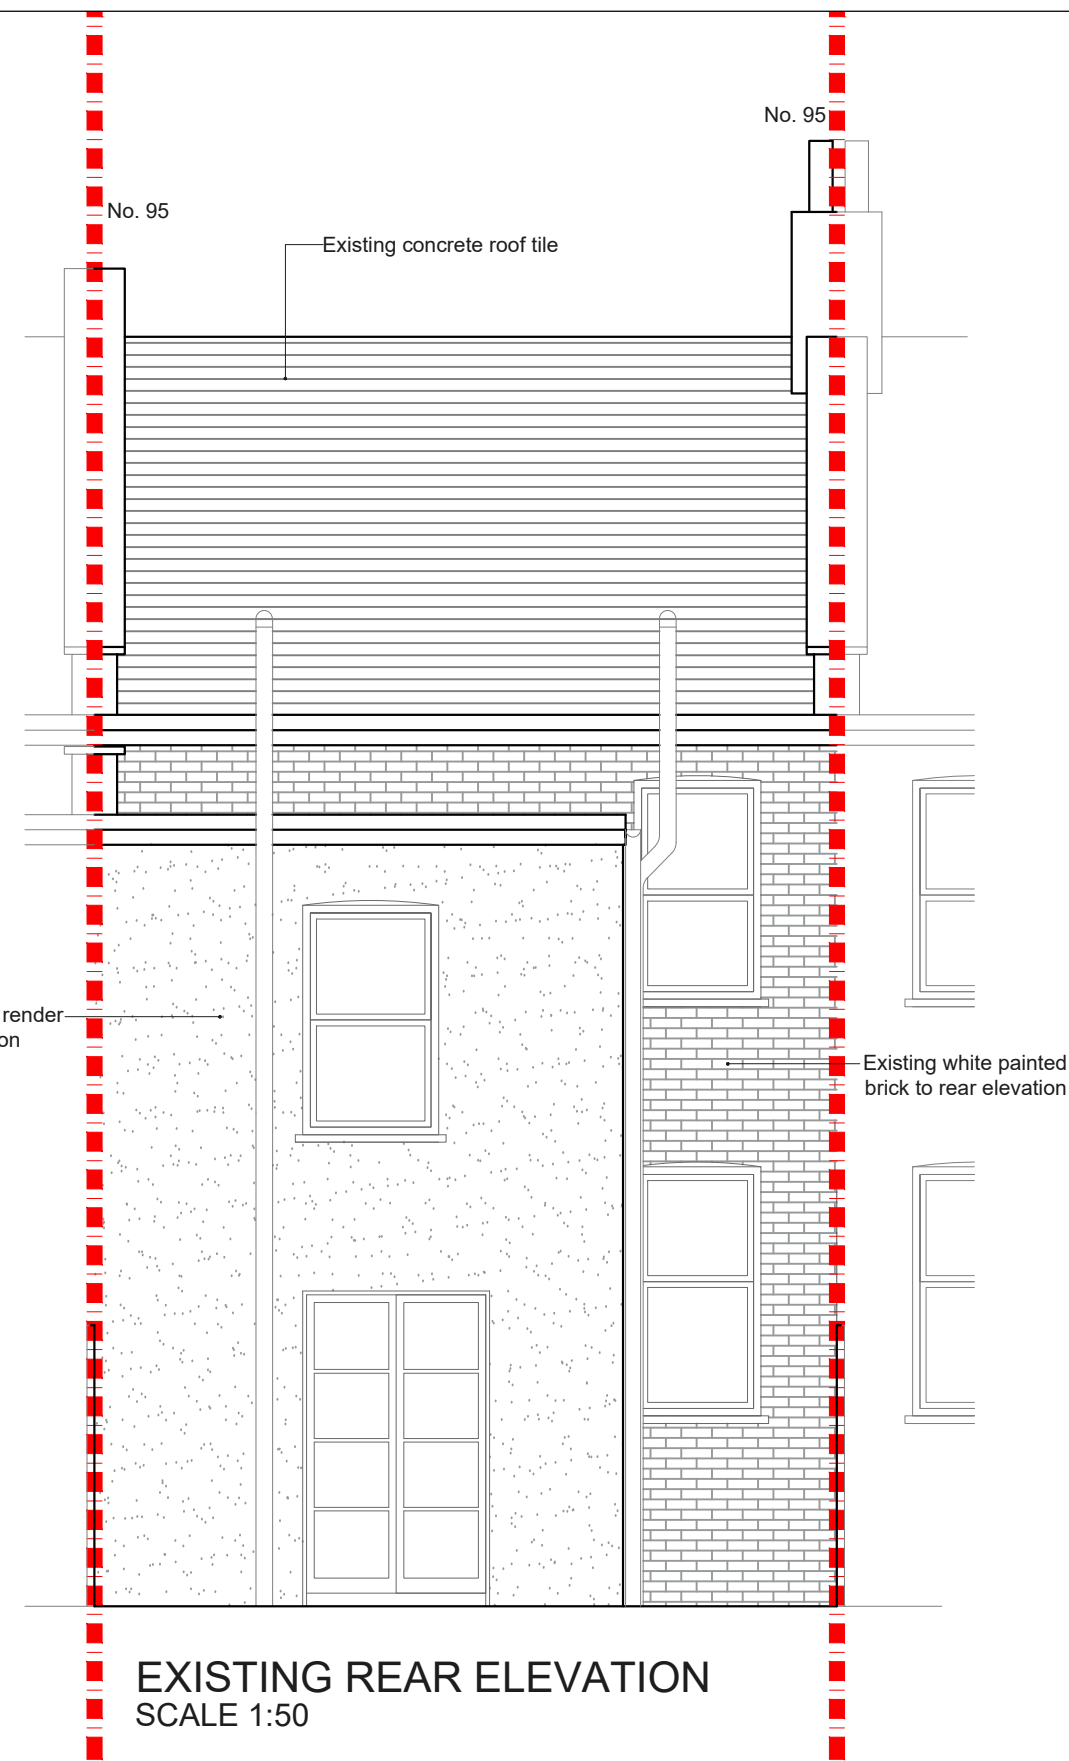 No. 95
No. 95
Existing concrete roof tile
render
Existing white painted
brick to rear elevation
EXISTING REAR ELEVATION
SCALE 1:50